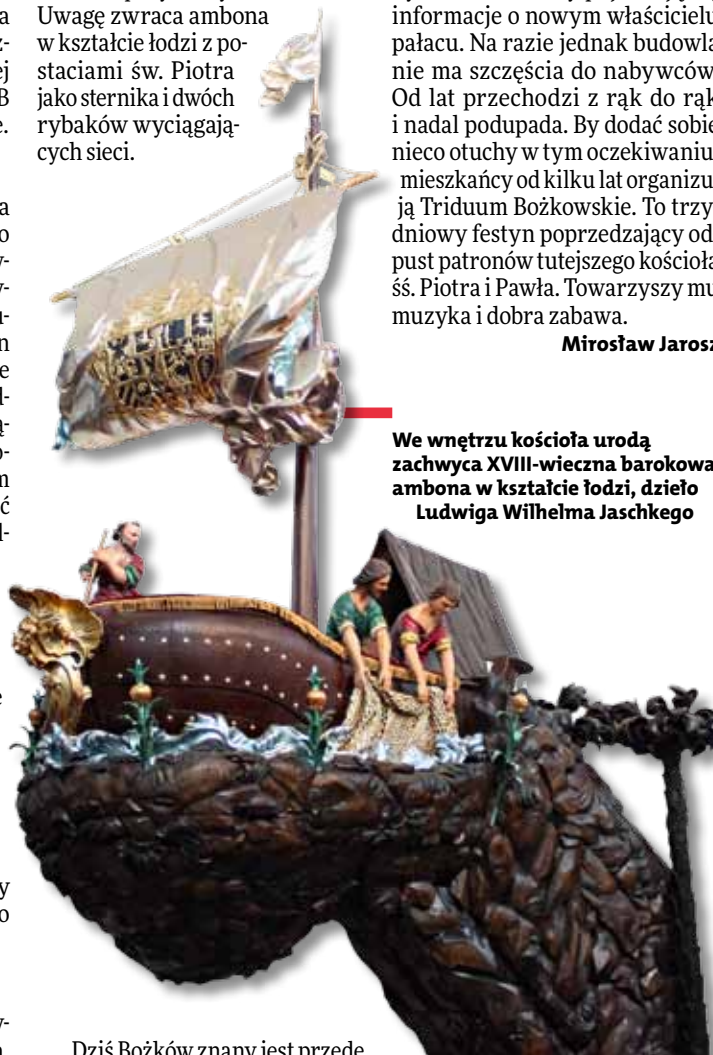 Uwagę zwraca ambona
w kształcie łodzi z po-
staciami św. Piotra
jako sternika i dwóch
rybaków wyciągają-
cych sieci.
informacje o nowym właścicielu
pałacu. Na razie jednak budowla
nie ma szczęścia do nabywców
Od lat przechodzi z rąk do rąk
i nadal podupada. By dodać sobie
nieco otuchy w tym oczekiwaniu
mieszkańcy od kilku lat organizu
ją Triduum Bożkowskie. To trzy
dniowy festyn poprzedzający od
pust patronów tutejszego kościoła
śś. Piotra i Pawła. Towarzyszy mu
muzyka i dobra zabawa.
Mirosław Jarosz
We wnętrzu kościoła urodą
zachwyca XVIII-wieczna barokowa
ambona w kształcie łodzi, dzieło
Ludwiga Wilhelma Jaschkego
Dziś Bożków znany jest przede